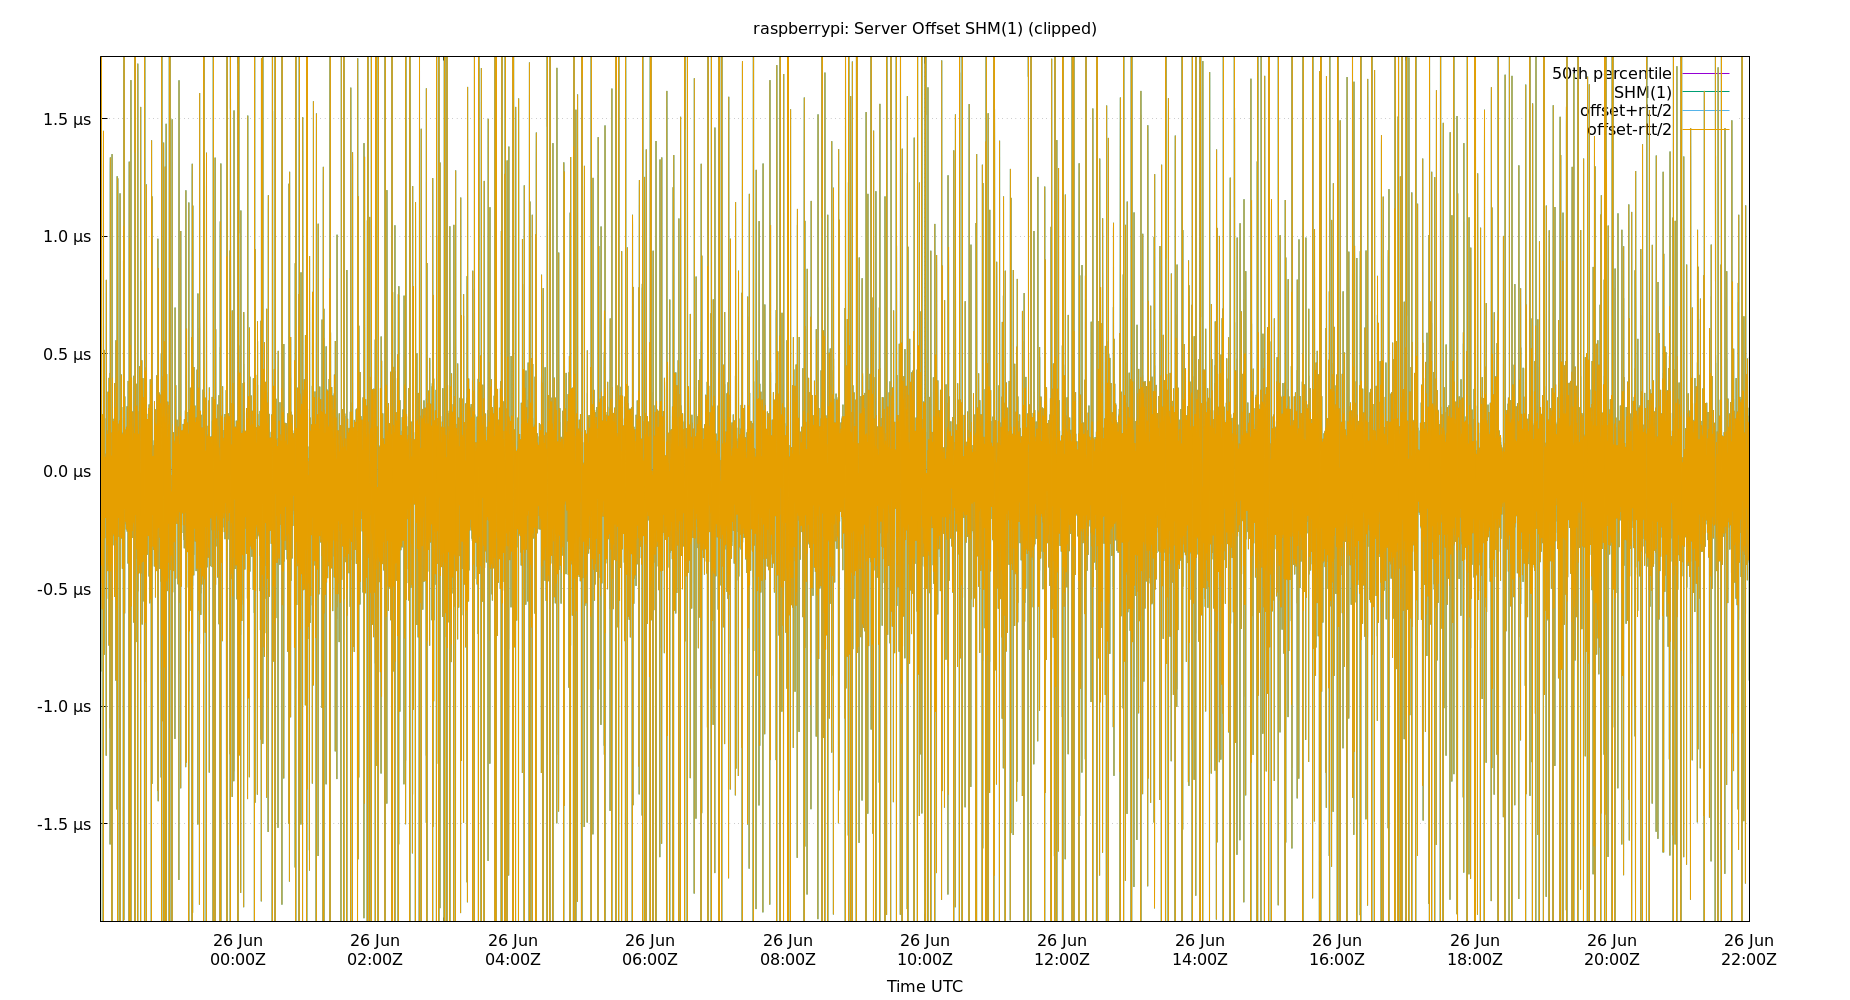 raspberrypi: Server Offset SHM(1) (clipped)
50th percentile
SHM(1)
offset+rtt/2
offset-rtt/2
1.5 μs
1.0 μs
0.5 μs
0.0 μs
-0.5 μs
-1.0 μs
-1.5 μs
26 Jun 26 Jun 26 Jun 26 Jun 26 Jun 26 Jun 26 Jun 26 Jun 26 Jun 26 Jun 26 Jun 26 Jun
00:00Z 02:00Z 04:00Z 06:00Z 08:00Z 10:00Z 12:00Z 14:00Z 16:00Z 18:00Z 20:00Z 22:00Z
Time UTC